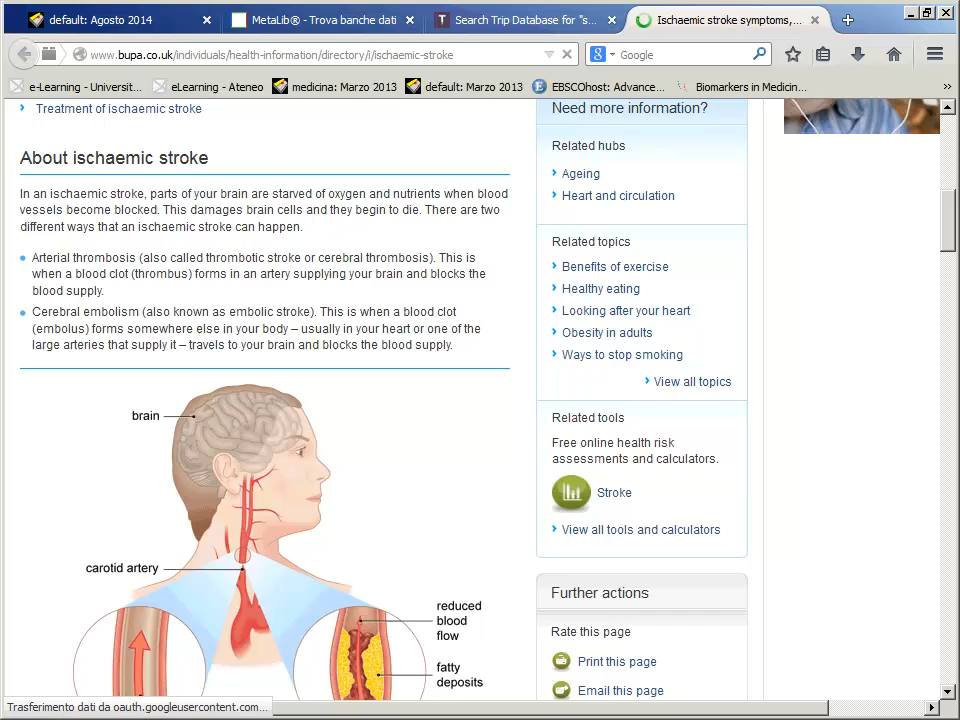 default: Agosto 2014
MetaLib® - Trova banche dati
Search Trip Database for "s...
Ischaemic stroke symptoms,...
www.bupa.co.uk/individuals/health-information/directory/i/ischaemic-stroke
Google
e-Learning - Universit...
eLearning - Ateneo
medicina: Marzo 2013
default: Marzo 2013
EBSCOhost: Advance...
Biomarkers in Medicin...
Treatment of ischaemic stroke
About ischaemic stroke
In an ischaemic stroke, parts of your brain are starved of oxygen and nutrients when blood
vessels become blocked. This damages brain cells and they begin to die. There are two
different ways that an ischaemic stroke can happen.
Arterial thrombosis (also called thrombotic stroke or cerebral thrombosis). This is
when a blood clot (thrombus) forms in an artery supplying your brain and blocks the
blood supply.
Cerebral embolism (also known as embolic stroke). This is when a blood clot
(embolus) forms somewhere else in your body – usually in your heart or one of the
large arteries that supply it – travels to your brain and blocks the blood supply.
brain
carotid artery
reduced
blood
flow
fatty
deposits
Need more information?
Related hubs
Ageing
Heart and circulation
Related topics
Benefits of exercise
Healthy eating
Looking after your heart
Obesity in adults
Ways to stop smoking
View all topics
Related tools
Free online health risk
assessments and calculators.
Stroke
View all tools and calculators
Further actions
Rate this page
Print this page
Email this page
Trasferimento dati da oauth.googleusercontent.com...